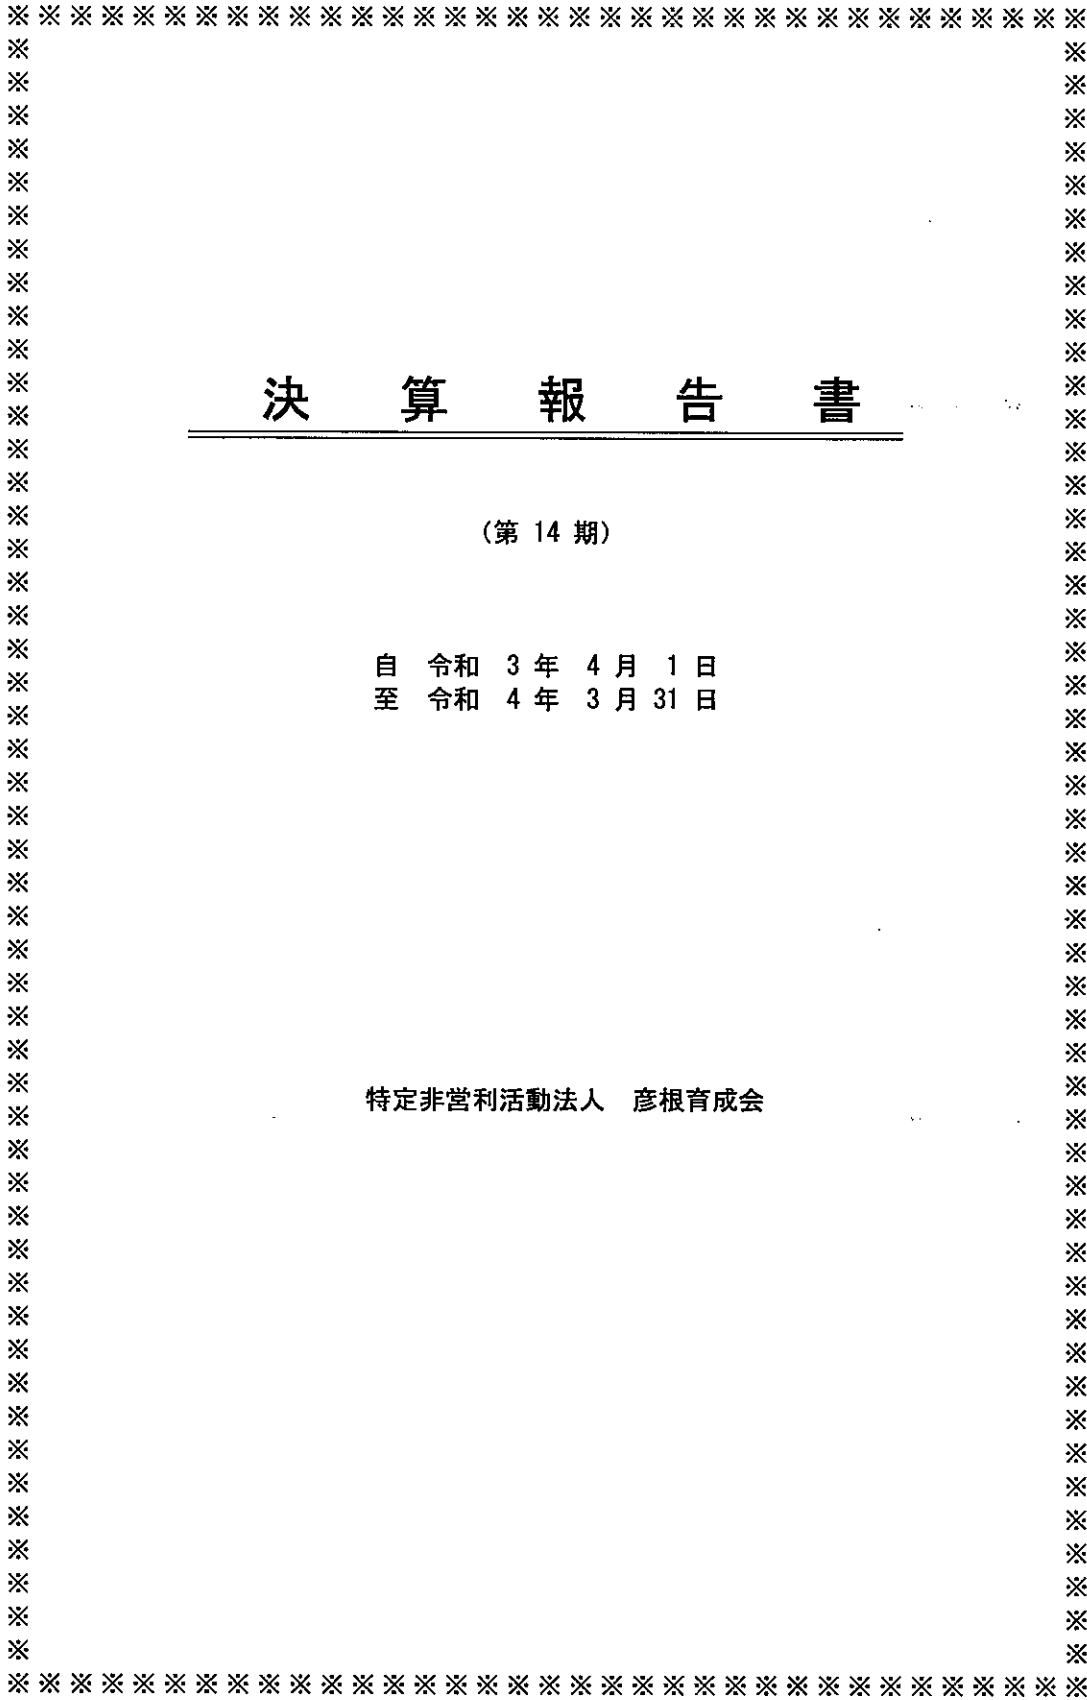 決算報告書
(第 14 期)
自 令和 3 年 4 月 1 日
至 令和 4 年 3 月 31 日
特定非営利活動法人 彦根育成会